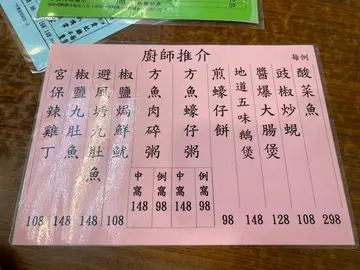 廚師推介
每例
酸菜魚 298
豉椒炒蜆 108
醬爆大腸煲 128
地道五味鵝煲 148
煎蠔仔餅 98
方魚蠔仔粥
例窩 98
中窩 148
方魚肉碎粥
例窩 98
中窩 148
椒鹽焗鮮魷 108
避風塘九肚魚 148
椒鹽九肚魚 148
宮保辣雞丁 108